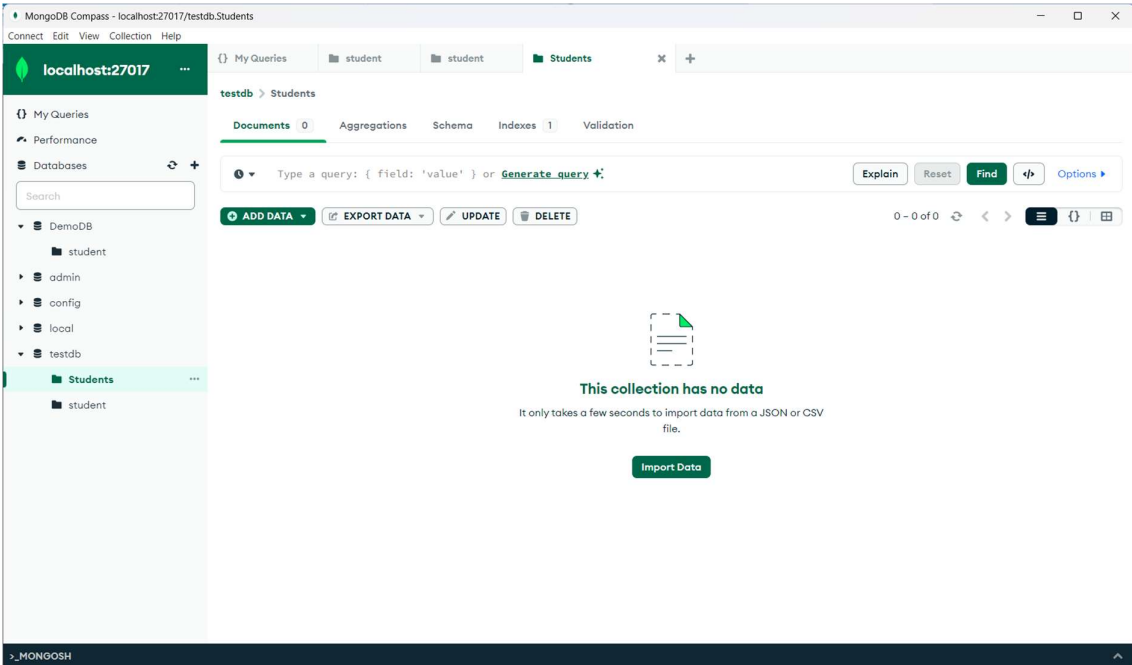 MongoDB Compass - localhost:27017/testdb.Students
Connect Edit View Collection Help
localhost:27017 ...
{} My Queries
Performance
Databases
Search
DemoDB
student
admin
config
local
testdb
Students ...
student
{} My Queries student student Students
testdb > Students
Documents 0 Aggregations Schema Indexes 1 Validation
Type a query: { field: 'value' } or Generate query
Explain Reset Find </> Options
ADD DATA EXPORT DATA UPDATE DELETE
0 – 0 of 0 {}
This collection has no data
It only takes a few seconds to import data from a JSON or CSV
file.
Import Data
>_MONGOSH